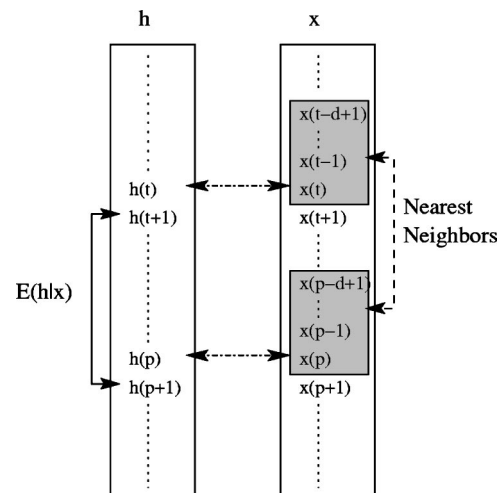 h x
x(t−d+1)
x(t−1)
h(t) x(t)
h(t+1) x(t+1)
Nearest
Neighbors
E(h|x)
x(p−d+1)
x(p−1)
h(p) x(p)
h(p+1) x(p+1)